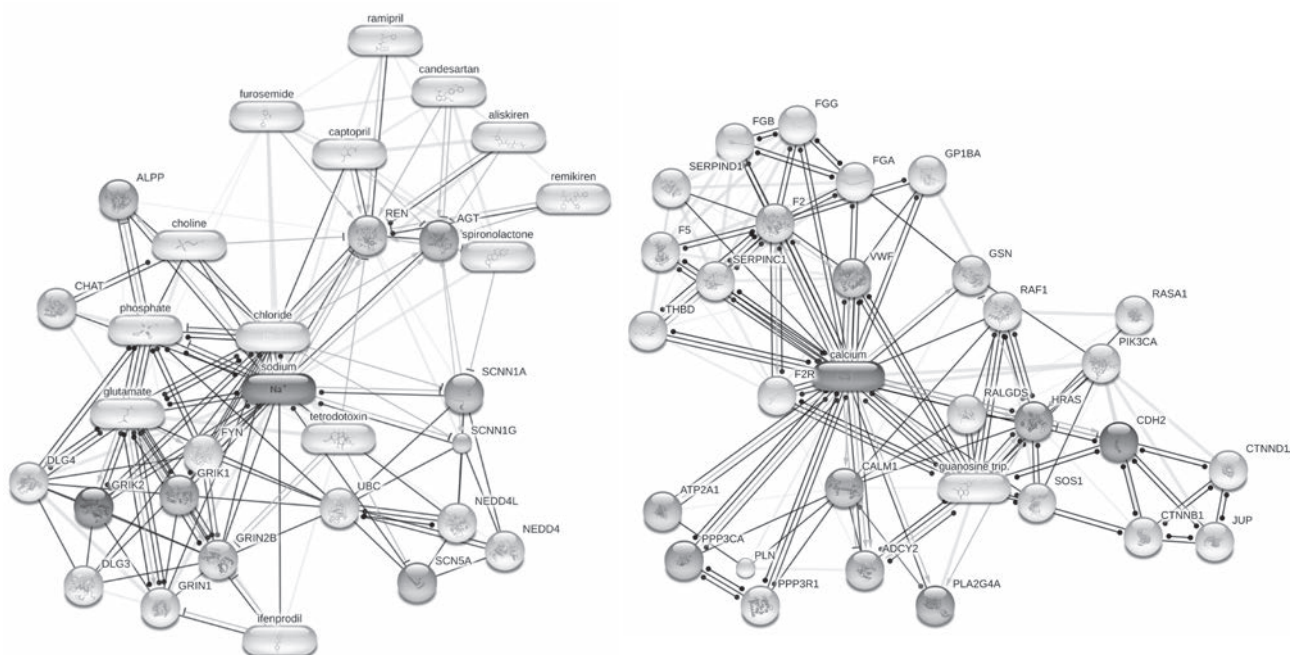 ramipril
candesartan
furosemide
aliskiren
captopril
remikiren
ALPP
REN
AGT
choline
spironolactone
CHAT
phosphate
chloride
sodium
Na+
SCNN1A
glutamate
tetrodotoxin
SCNN1G
FYN
DLG4
GRIK2
GRIK1
UBC
NEDD4L
NEDD4
GRIN2B
DLG3
GRIN1
SCN5A
ifenprodil
FGG
FGB
SERPIND1
FGA
GP1BA
F2
F5
SERPINC1
VWF
GSN
RAF1
RASA1
THBD
PIK3CA
calcium
F2R
RALGDS
HRAS
CDH2
CTNND1
CALM1
guanosine trip.
ATP2A1
SOS1
CTNNB1
JUP
PPP3CA
PLN
ADCY2
PPP3R1
PLA2G4A